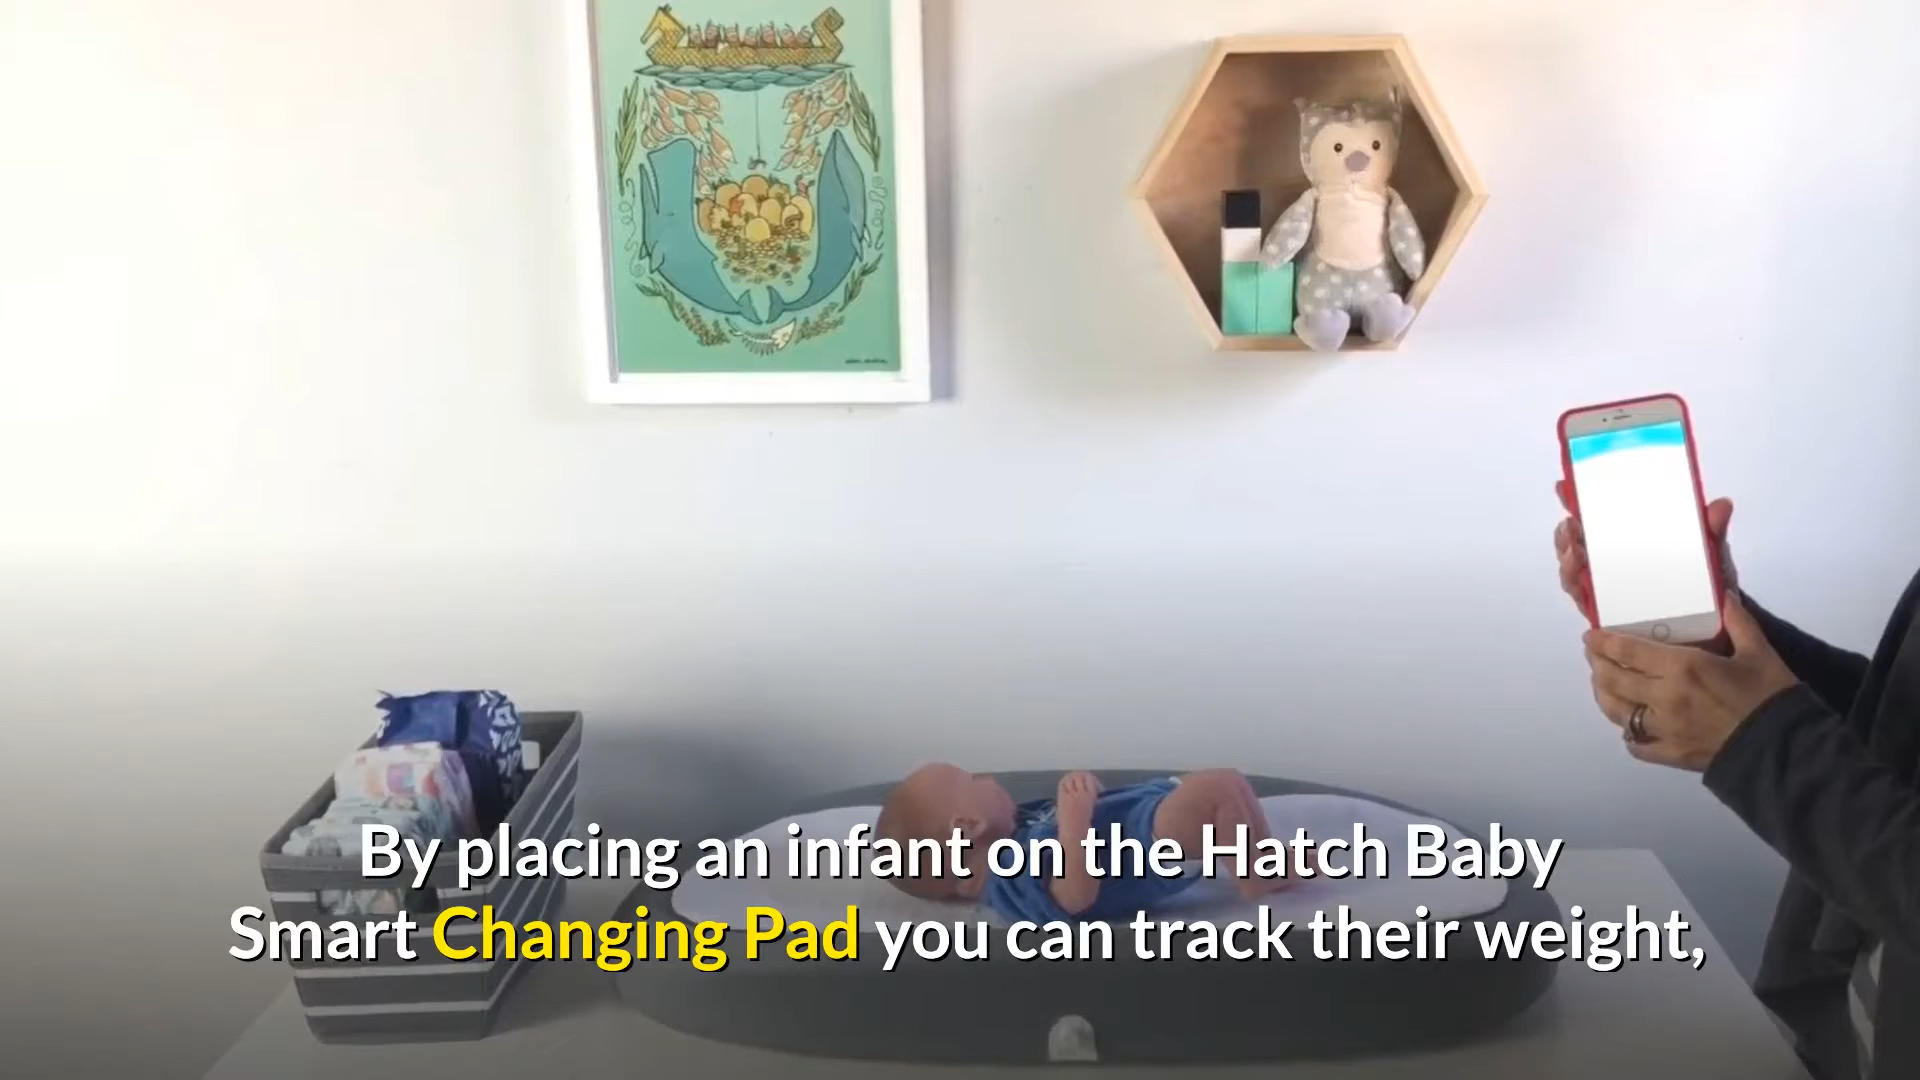 By placing an infant on the Hatch Baby
Smart Changing Pad you can track their weight,